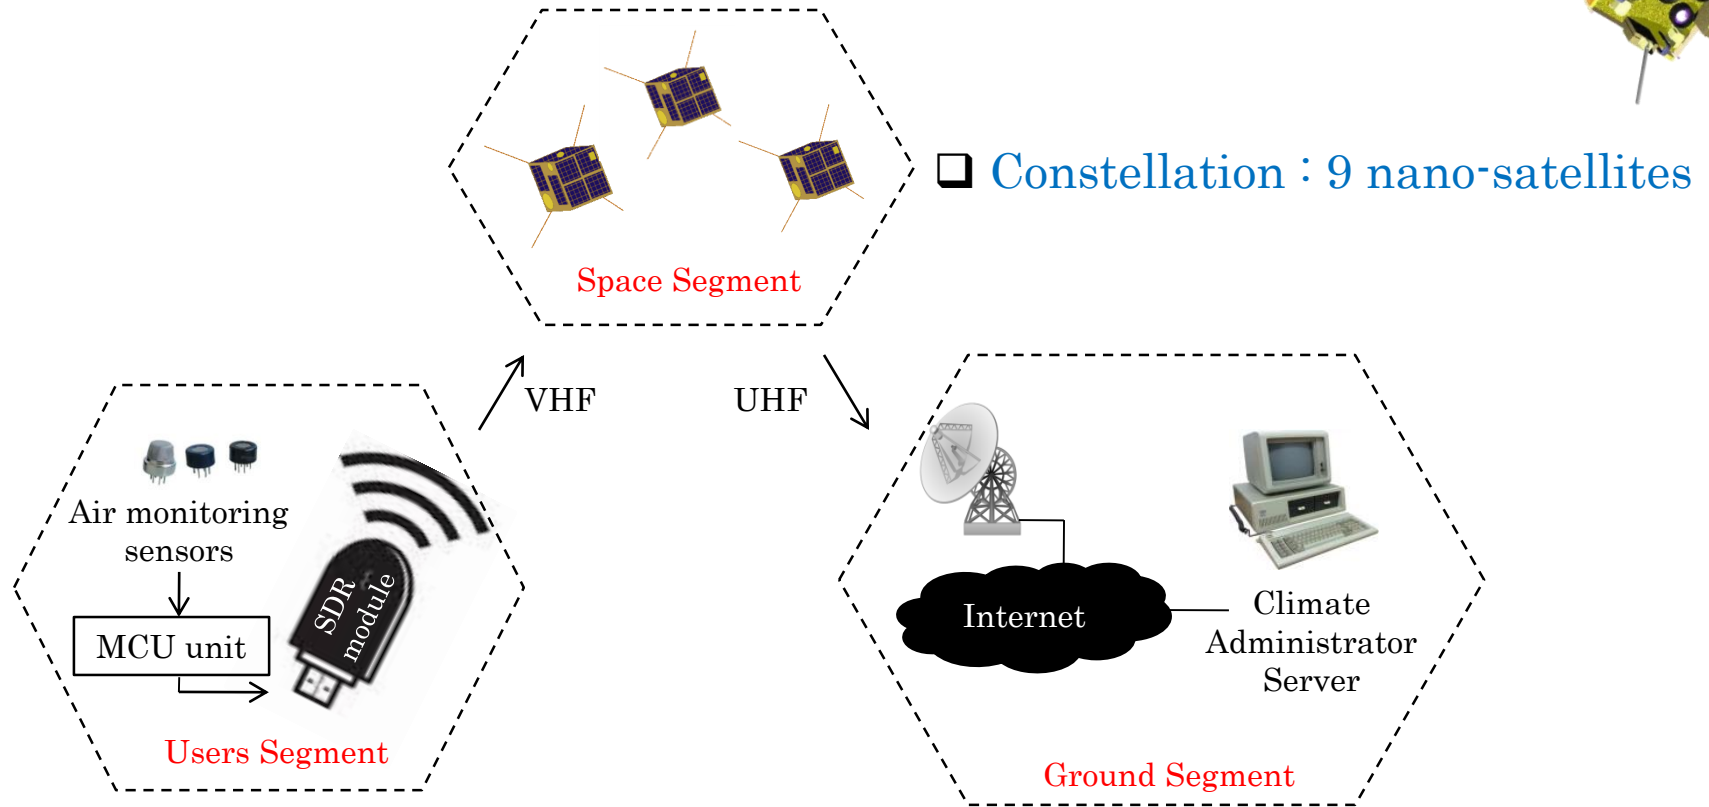 ❑ Constellation : 9 nano-satellites
Space Segment
VHF
UHF
Air monitoring
sensors
MCU unit
SDR
module
Users Segment
Internet
Climate
Administrator
Server
Ground Segment